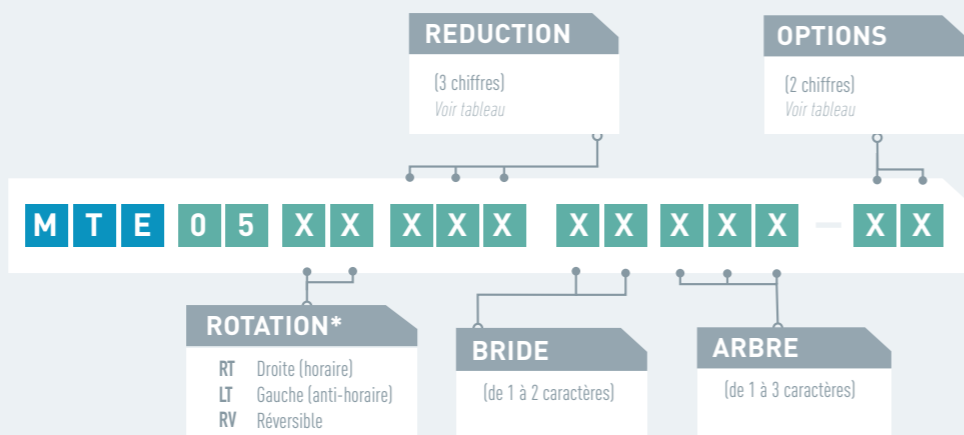 REDUCTION
(3 chiffres)
Voir tableau
OPTIONS
(2 chiffres)
Voir tableau
M T E 0 5 X X X X X X X X X X – X X
ROTATION*
RT Droite (horaire)
LT Gauche (anti-horaire)
RV Réversible
BRIDE
(de 1 à 2 caractères)
ARBRE
(de 1 à 3 caractères)